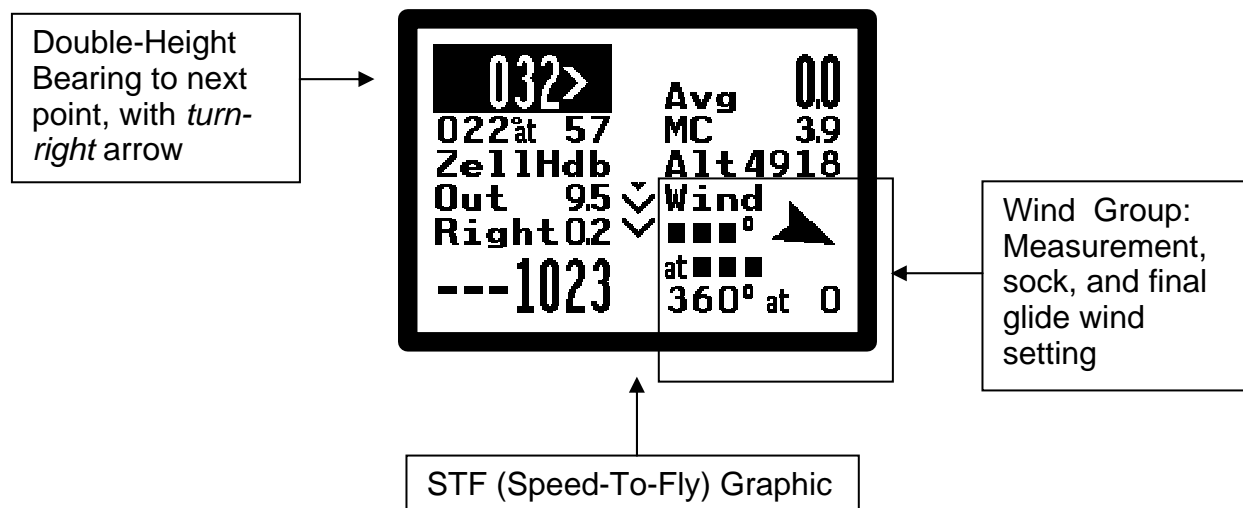 Double-Height
Bearing to next
point, with turn-
right arrow
032>
022°at 57
ZellHdb
Out 9.5
Right 0.2
---1023
Avg 0.0
MC 3.9
Alt4918
Wind
■■■°
at■■■
360° at 0
Wind Group:
Measurement,
sock, and final
glide wind
setting
STF (Speed-To-Fly) Graphic